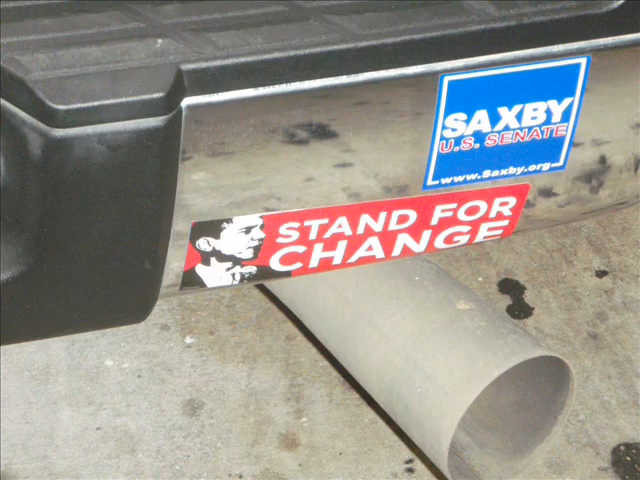 SAXBY
U.S. SENATE
www.Saxby.org
STAND FOR
CHANGE